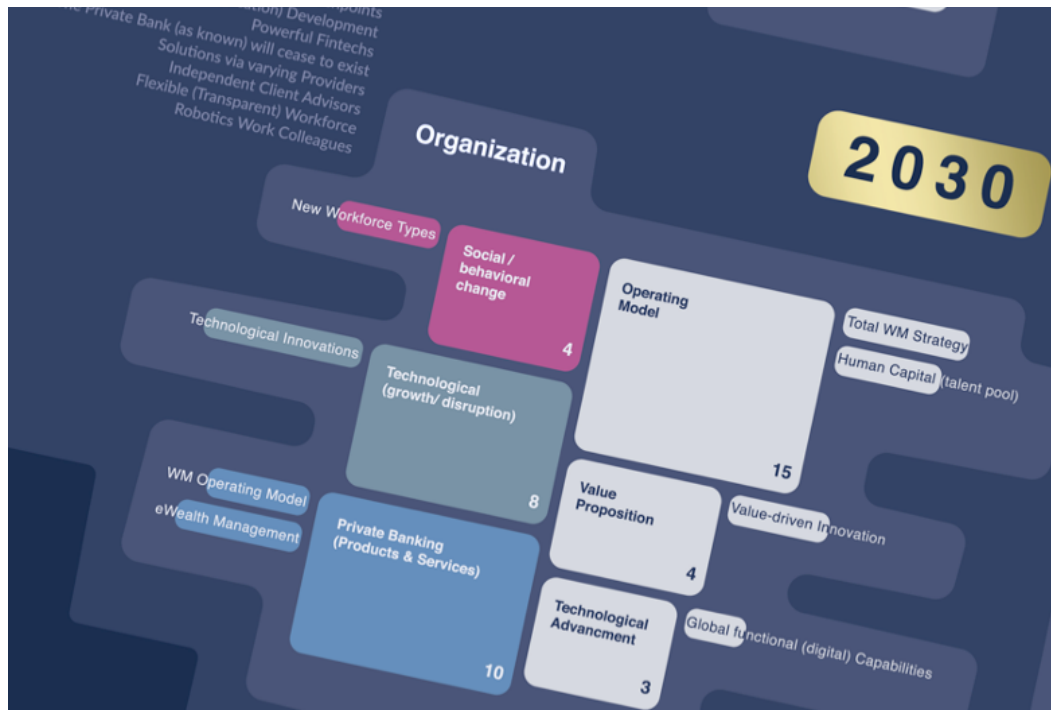 points
tion) Development
Powerful Fintechs
Private Bank (as known) will cease to exist
Solutions via varying Providers
Independent Client Advisors
Flexible (Transparent) Workforce
Robotics Work Colleagues
Organization
2030
New Workforce Types
Social /
behavioral
change
4
Operating
Model
15
Total WM Strategy
Human Capital (talent pool)
Technological Innovations
Technological
(growth/ disruption)
8
Value
Proposition
4
Value-driven Innovation
WM Operating Model
eWealth Management
Private Banking
(Products & Services)
10
Technological
Advancment
3
Global functional (digital) Capabilities